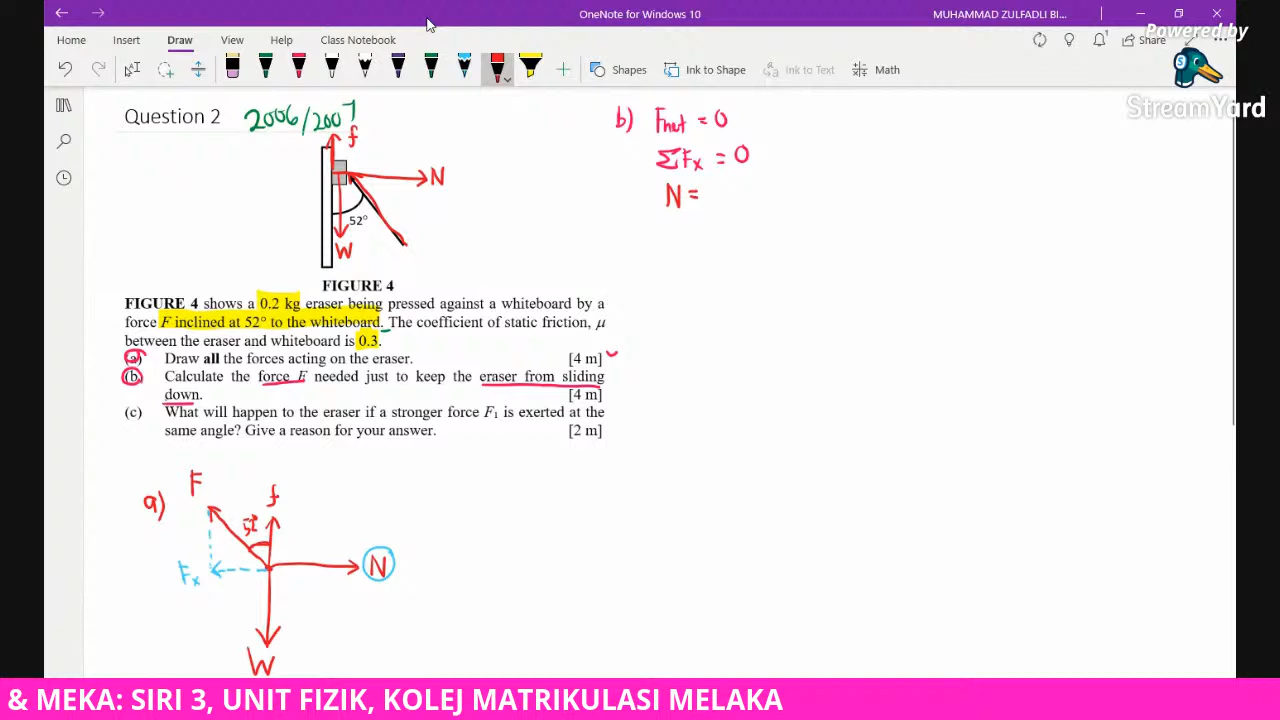 OneNote for Windows 10
MUHAMMAD ZULFADLI BI...
Home Insert Draw View Help Class Notebook
Share
Powered by
StreamYard
Shapes Ink to Shape Ink to Text Math
Question 2 2006/2007
f
N
52°
W
FIGURE 4
FIGURE 4 shows a 0.2 kg eraser being pressed against a whiteboard by a
force F inclined at 52° to the whiteboard. The coefficient of static friction, μ
between the eraser and whiteboard is 0.3.
(a) Draw all the forces acting on the eraser. [4 m]
(b) Calculate the force F needed just to keep the eraser from sliding
down. [4 m]
(c) What will happen to the eraser if a stronger force F₁ is exerted at the
same angle? Give a reason for your answer. [2 m]
a) F
f
52°
Fx
N
W
b) Fnet = 0
ΣFx = 0
N =
& MEKA: SIRI 3, UNIT FIZIK, KOLEJ MATRIKULASI MELAKA